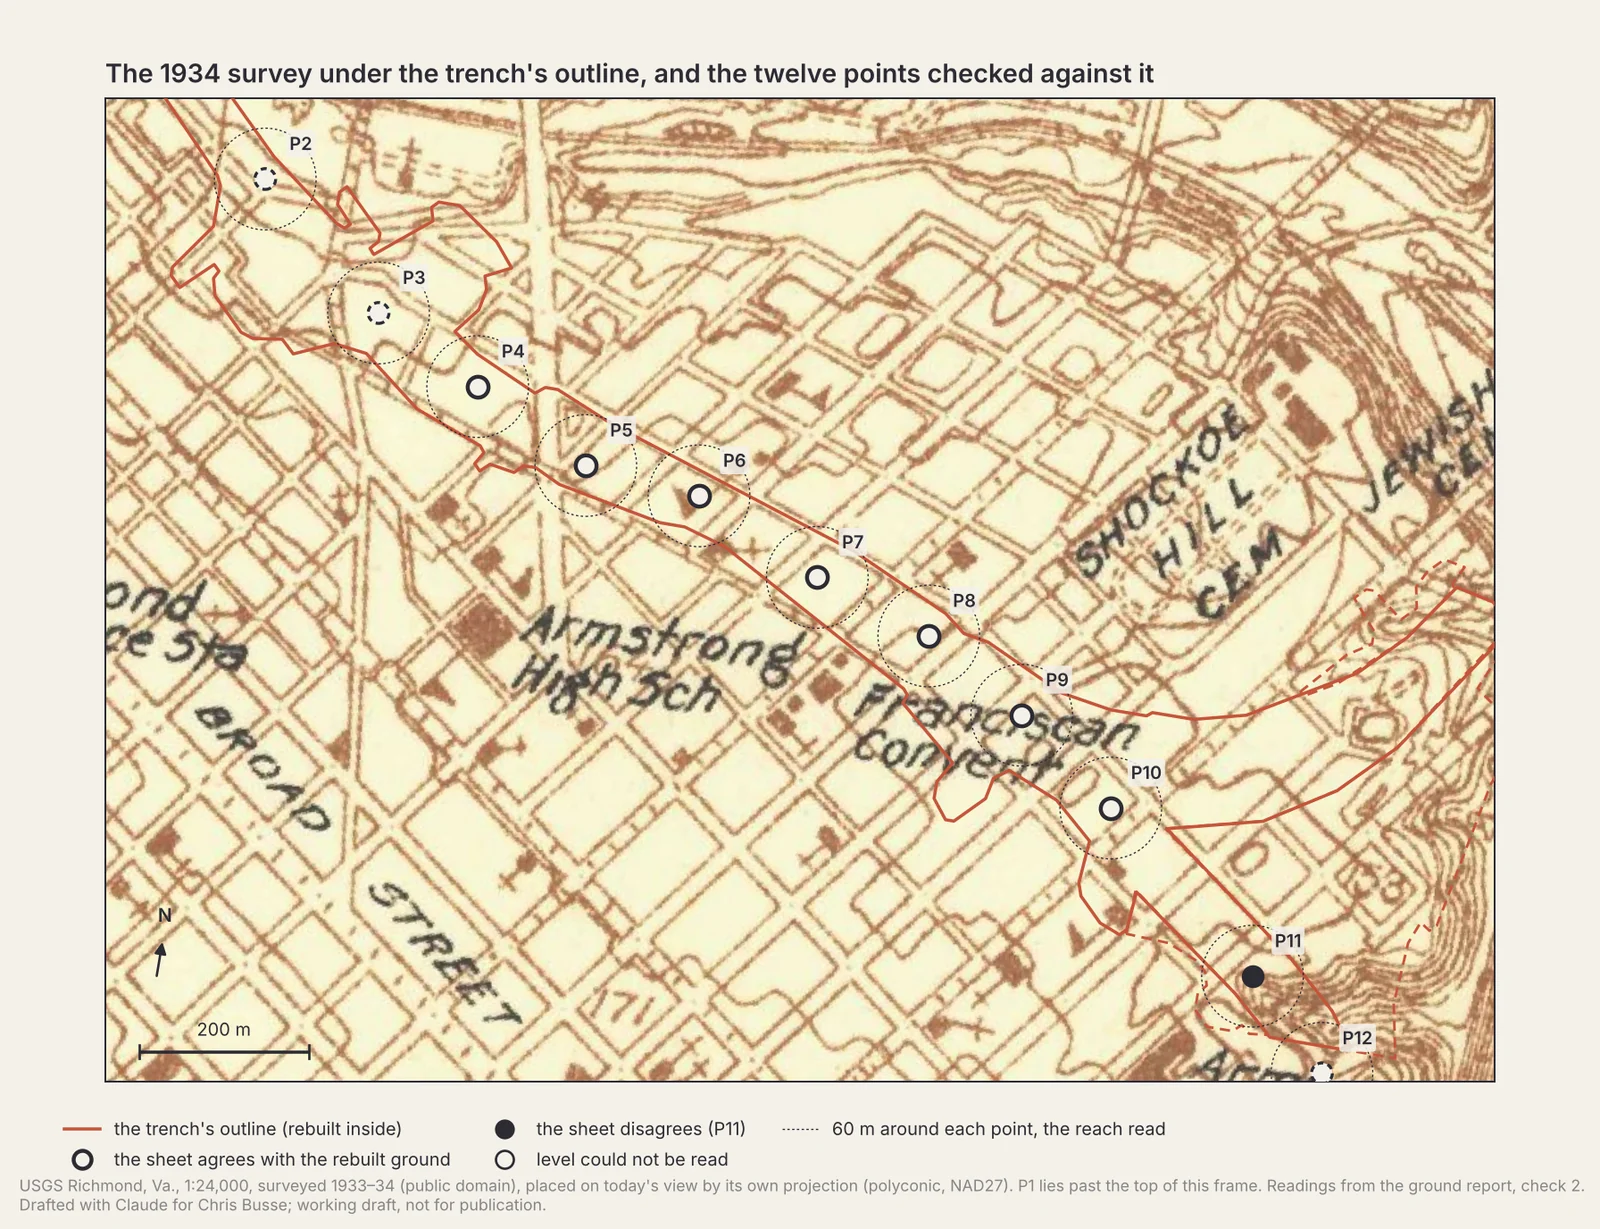 The 1934 survey under the trench's outline, and the twelve points checked against it
P2
P3
P4
P5
P6
P7
P8
P9
P10
P11
P12
SHOCKOE
HILL
CEM
JEWISH
CEM
ond
ce Sta
Armstrong
High Sch
Franciscan
Convent
BROAD
STREET
171
N
200 m
the trench's outline (rebuilt inside)
the sheet disagrees (P11)
60 m around each point, the reach read
the sheet agrees with the rebuilt ground
level could not be read
USGS Richmond, Va., 1:24,000, surveyed 1933–34 (public domain), placed on today's view by its own projection (polyconic, NAD27). P1 lies past the top of this frame. Readings from the ground report, check 2.
Drafted with Claude for Chris Busse; working draft, not for publication.